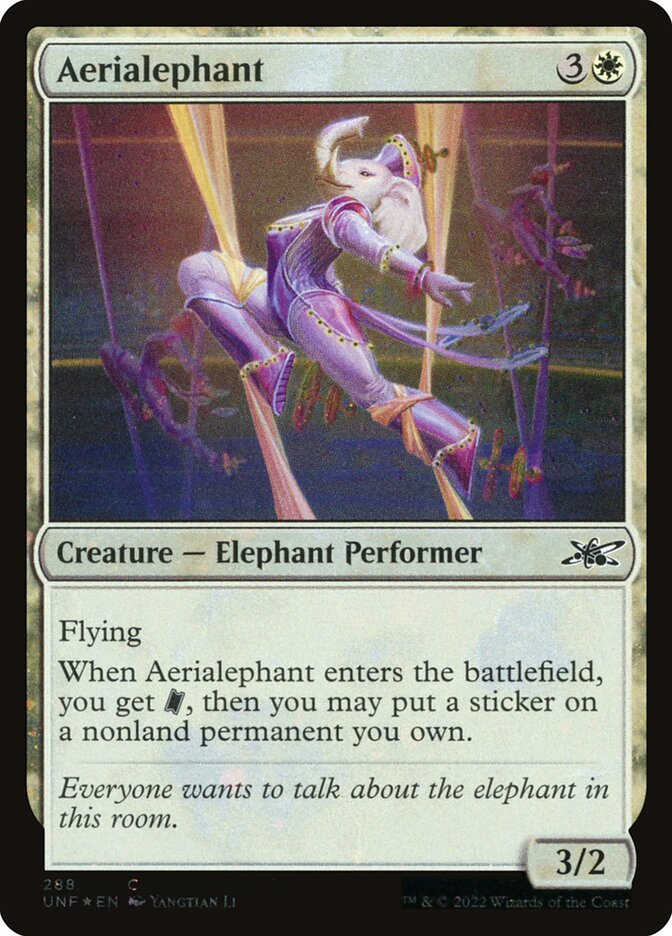 Aerialephant 3
Creature — Elephant Performer
Flying
When Aerialephant enters the battlefield,
you get , then you may put a sticker on
a nonland permanent you own.
Everyone wants to talk about the elephant in
this room.
3/2
288 C
UNF★EN Yangtian Li
™ & © 2022 Wizards of the Coast